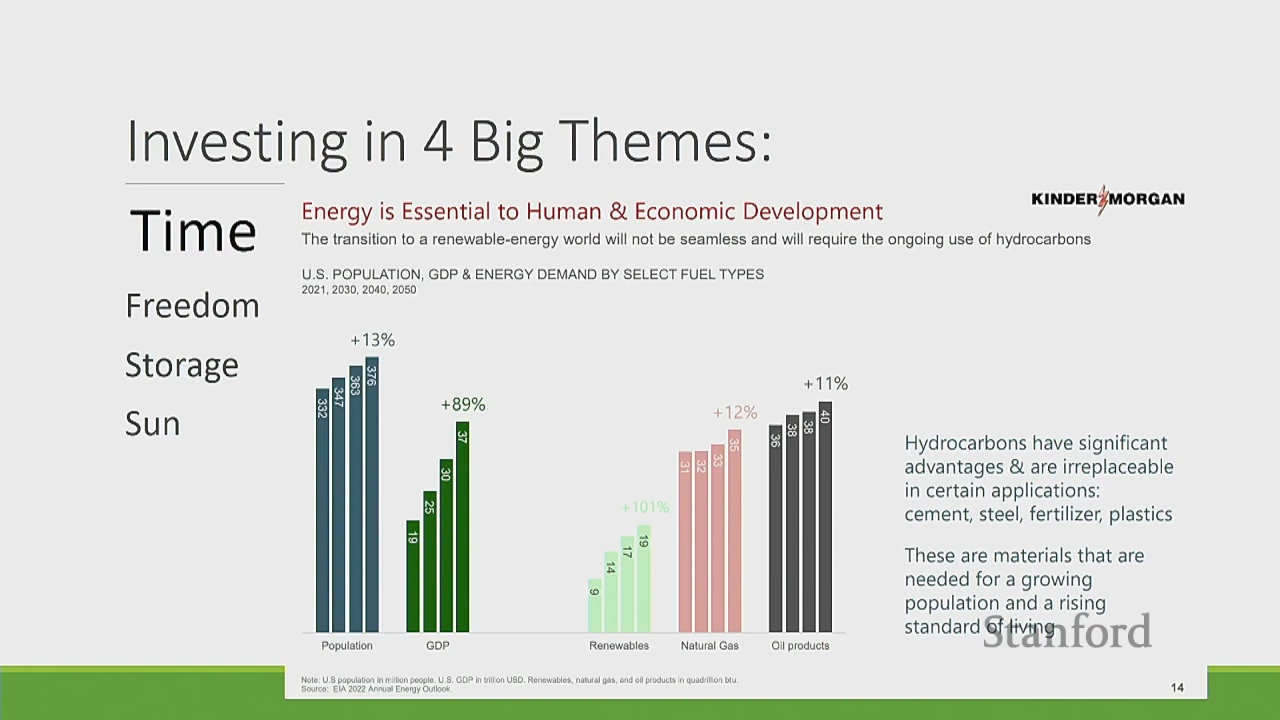 Investing in 4 Big Themes:
Time
Freedom
Storage
Sun
KINDER MORGAN
Energy is Essential to Human & Economic Development
The transition to a renewable-energy world will not be seamless and will require the ongoing use of hydrocarbons
U.S. POPULATION, GDP & ENERGY DEMAND BY SELECT FUEL TYPES
2021, 2030, 2040, 2050
+13%
332
347
363
376
Population
+89%
19
25
30
37
GDP
+101%
9
14
17
19
Renewables
+12%
31
32
33
35
Natural Gas
+11%
36
38
38
40
Oil products
Hydrocarbons have significant
advantages & are irreplaceable
in certain applications:
cement, steel, fertilizer, plastics
These are materials that are
needed for a growing
population and a rising
standard of living
Stanford
Note: U.S population in million people. U.S. GDP in trillion USD. Renewables, natural gas, and oil products in quadrillion btu.
Source: EIA 2022 Annual Energy Outlook.
14